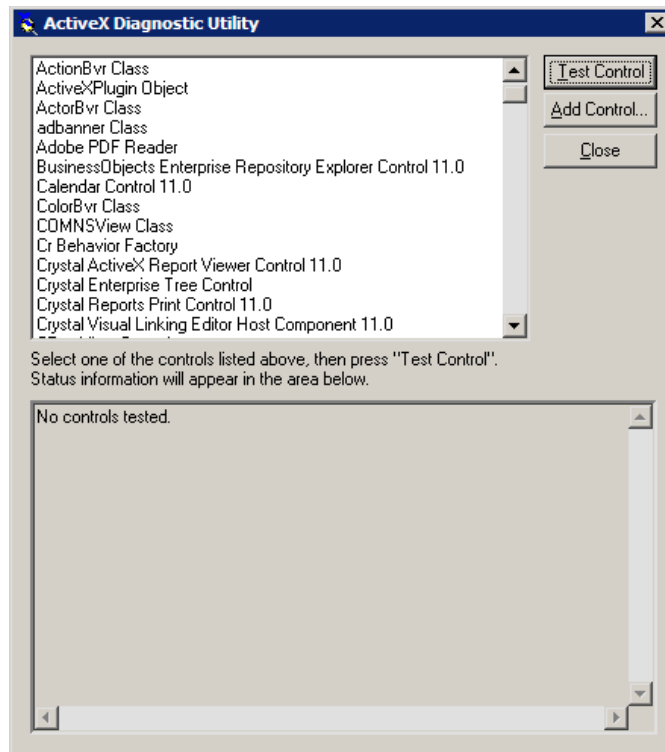 ActiveX Diagnostic Utility
ActionBvr Class
ActiveXPlugin Object
ActorBvr Class
adbanner Class
Adobe PDF Reader
BusinessObjects Enterprise Repository Explorer Control 11.0
Calendar Control 11.0
ColorBvr Class
COMNSView Class
Cr Behavior Factory
Crystal ActiveX Report Viewer Control 11.0
Crystal Enterprise Tree Control
Crystal Reports Print Control 11.0
Crystal Visual Linking Editor Host Component 11.0
Test Control
Add Control...
Close
Select one of the controls listed above, then press "Test Control".
Status information will appear in the area below.
No controls tested.